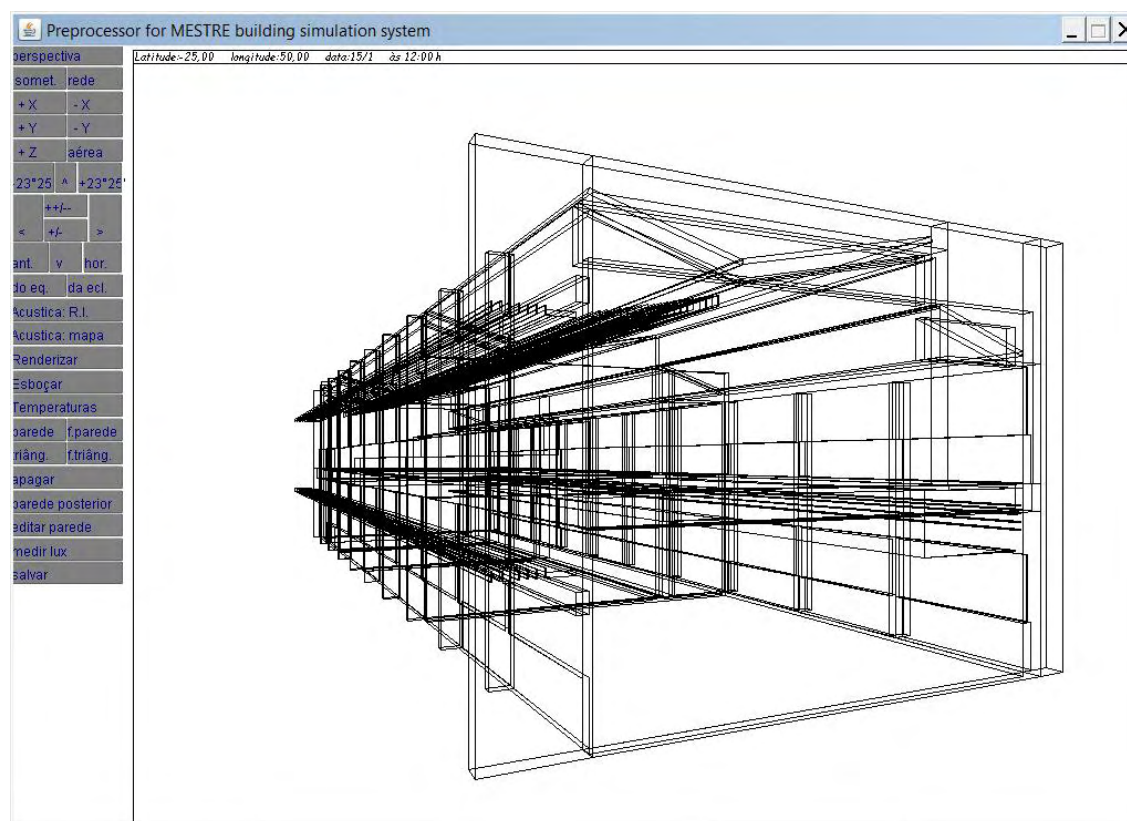 Preprocessor for MESTRE building simulation system
Latitude:-25,00 longitude:50,00 data:15/1 às 12:00 h
perspectiva
somet. rede
+ X - X
+ Y - Y
+ Z aérea
-23°25 ^ +23°25'
++/--
< +/- >
ant. v hor.
do eq. da ecl.
Acustica: R.I.
Acustica: mapa
Renderizar
Esboçar
Temperaturas
parede f.parede
triâng. f.triâng.
apagar
parede posterior
editar parede
medir lux
salvar